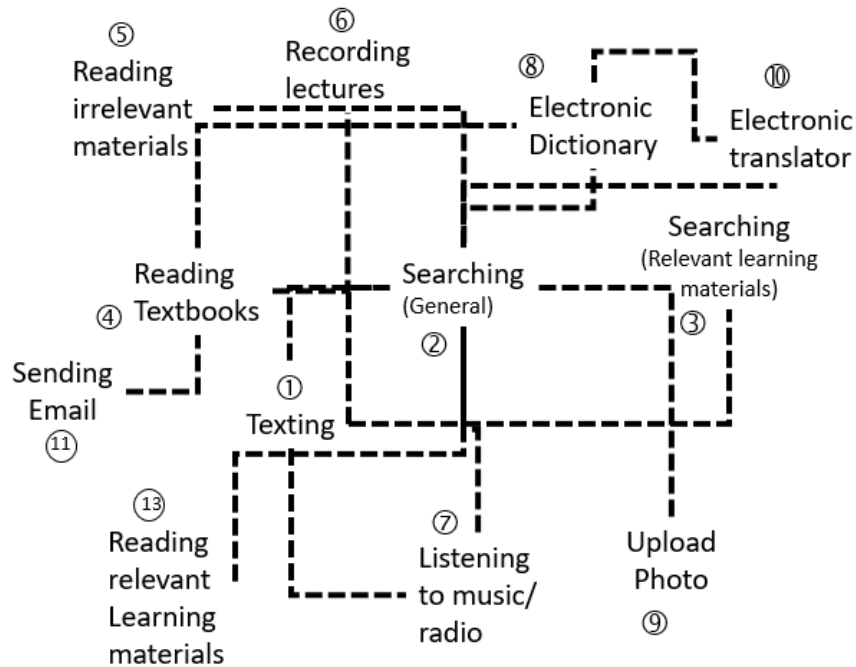 ⑤
Reading
irrelevant
materials
⑥
Recording
lectures
⑧
Electronic
Dictionary
⑩
Electronic
translator
Reading
Textbooks
④
Searching
(General)
②
Searching
(Relevant learning
materials)
③
Sending
Email
⑪
①
Texting
⑬
Reading
relevant
Learning
materials
⑦
Listening
to music/
radio
Upload
Photo
⑨